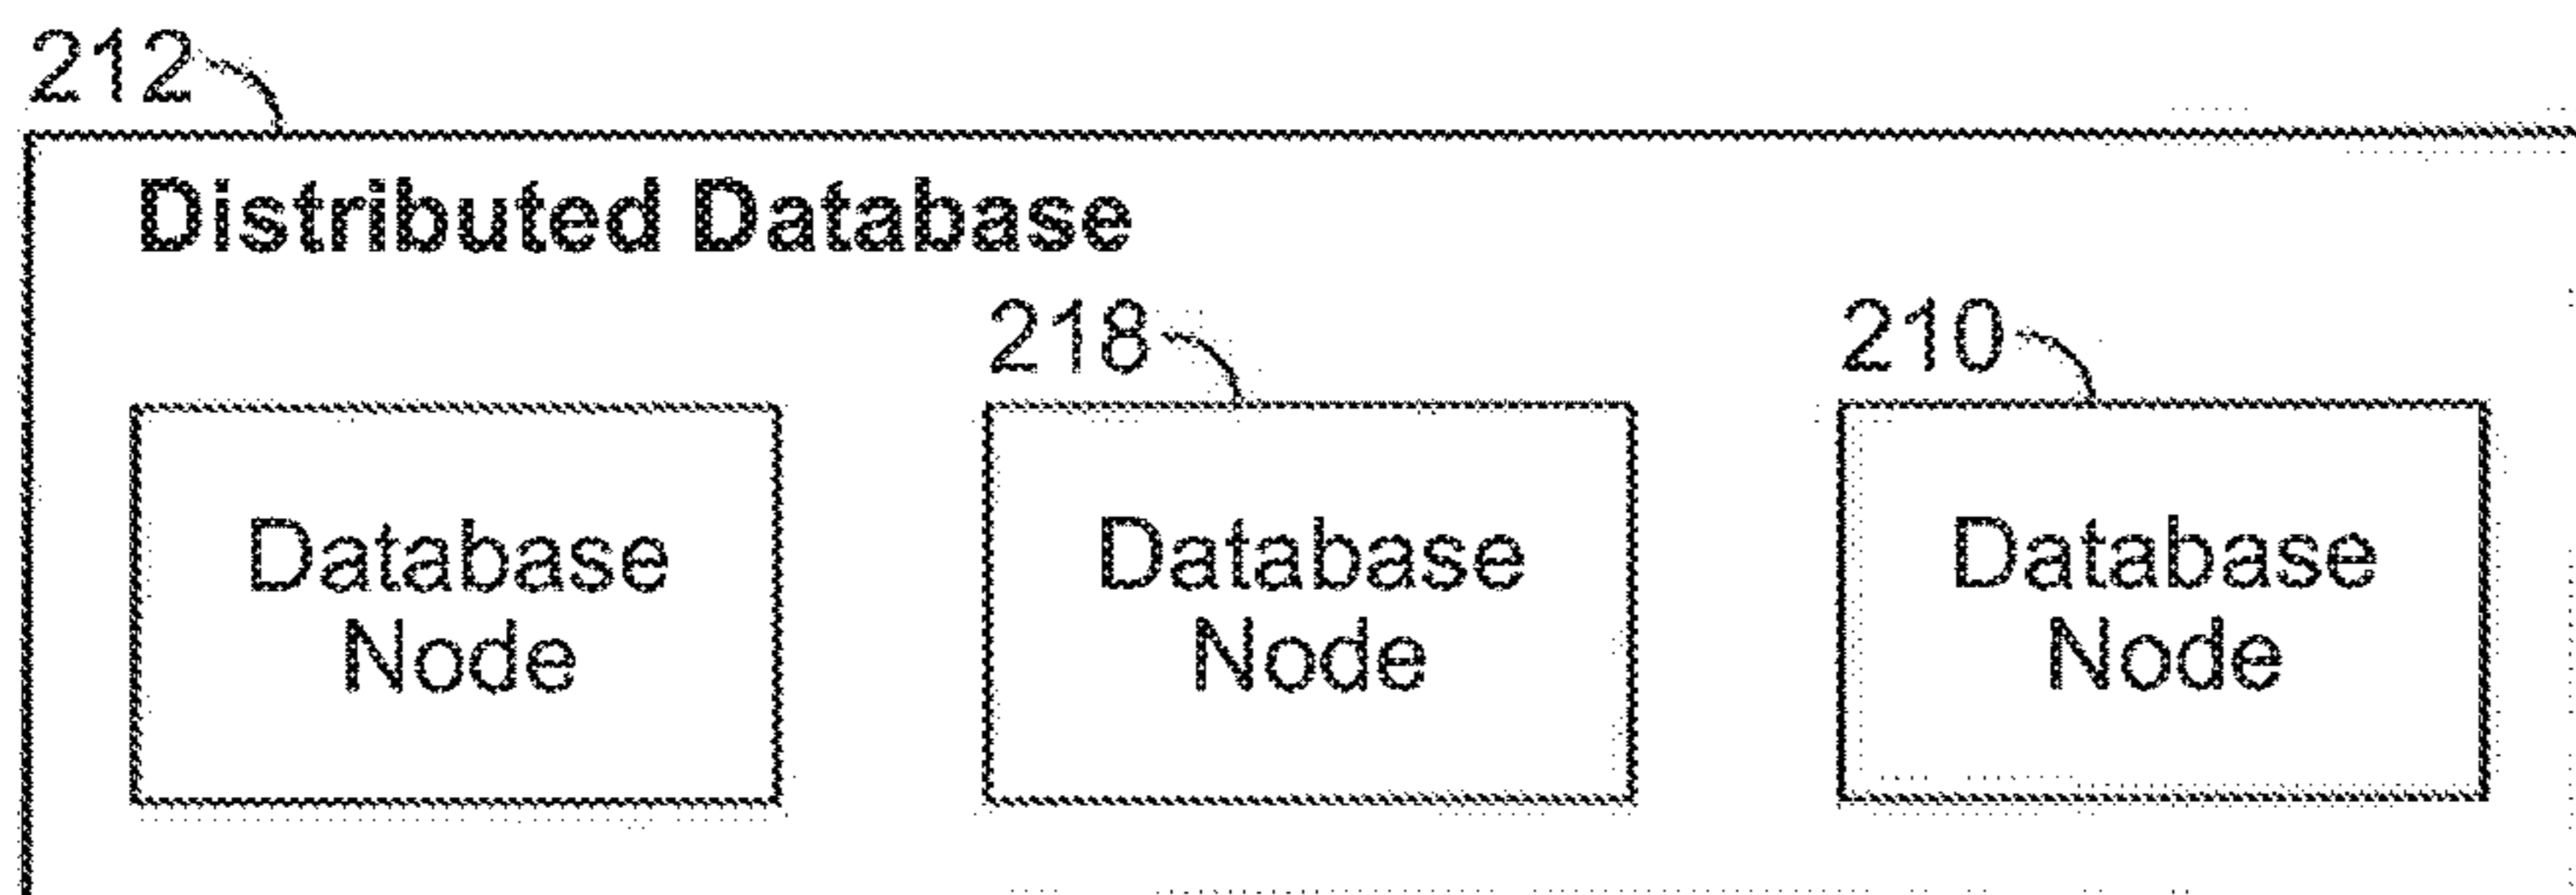 212
Distributed Database
218
210
Database
Node
Database
Node
Database
Node